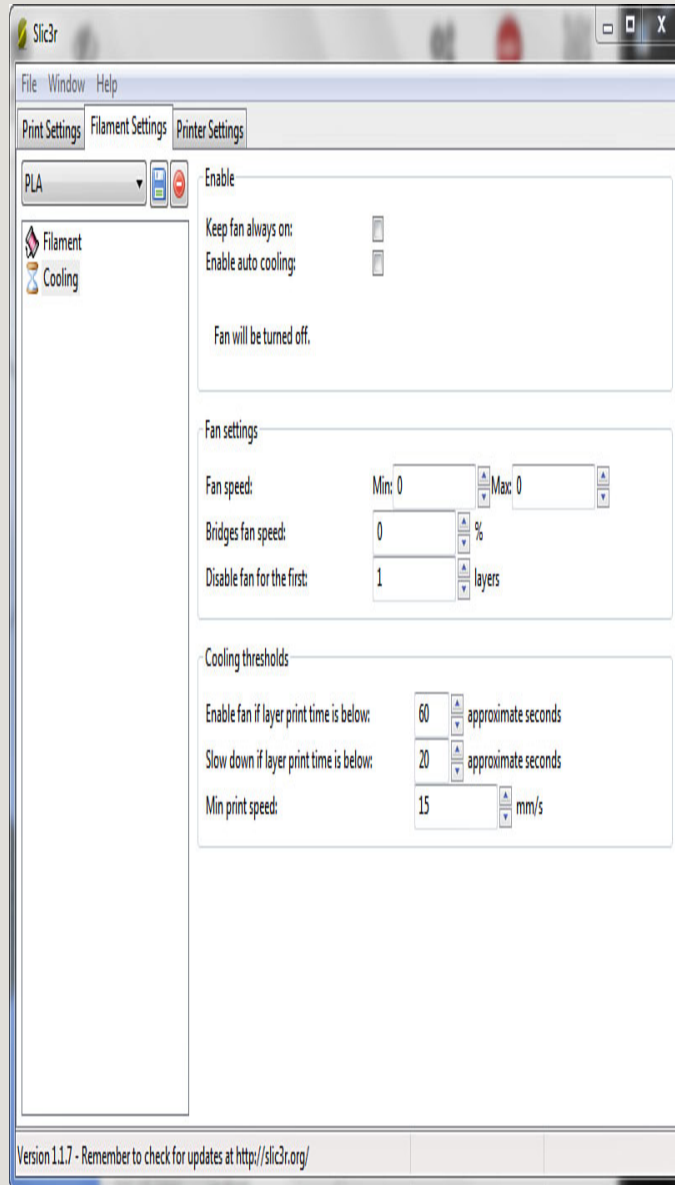 Slic3r
X
File Window Help
Print Settings Filament Settings Printer Settings
PLA
Filament
Cooling
Enable
Keep fan always on:
Enable auto cooling:
Fan will be turned off.
Fan settings
Fan speed: Min: 0 Max: 0
Bridges fan speed: 0 %
Disable fan for the first: 1 layers
Cooling thresholds
Enable fan if layer print time is below: 60 approximate seconds
Slow down if layer print time is below: 20 approximate seconds
Min print speed: 15 mm/s
Version 1.1.7 - Remember to check for updates at http://slic3r.org/